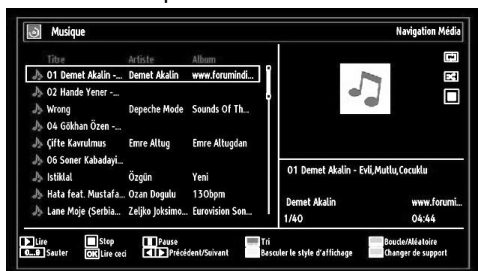 Musique Navigation Média
Titre Artiste Album
01 Demet Akalin -... Demet Akalin www.forumindi...
02 Hande Yener -...
Wrong Depeche Mode Sounds Of Th...
04 Gökhan Özen -...
Çifte Kavrulmus Emre Altug Emre Altugdan
06 Soner Kabadayi...
Istiklal Özgün Yeni
Hata feat. Mustafa... Ozan Dogulu 130bpm
Lane Moje (Serbia... Zeljko Joksimo... Eurovision Son...
01 Demet Akalin - Evli,Mutlu,Cocuklu
Demet Akalin www.forumi...
1/40 04:44
Lire Stop Pause Tri Boucle/Aléatoire
0...9 Sauter OK Lire ceci Précédent/Suivant Basculer le style d'affichage Changer de support